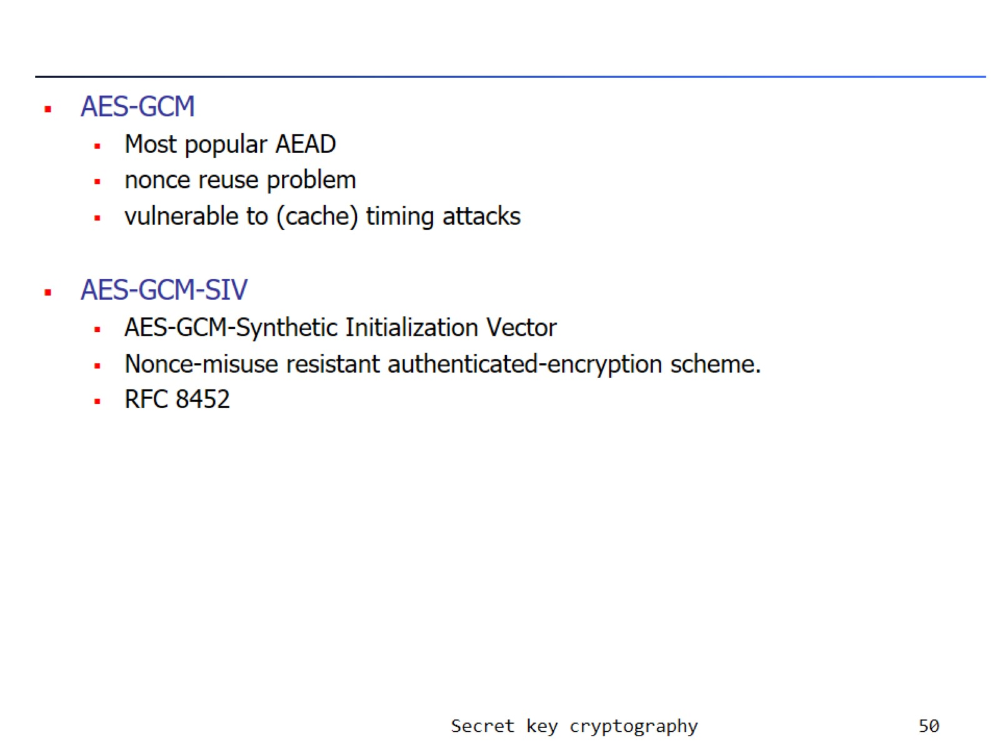 AES-GCM
Most popular AEAD
nonce reuse problem
vulnerable to (cache) timing attacks
AES-GCM-SIV
AES-GCM-Synthetic Initialization Vector
Nonce-misuse resistant authenticated-encryption scheme.
RFC 8452
Secret key cryptography 50